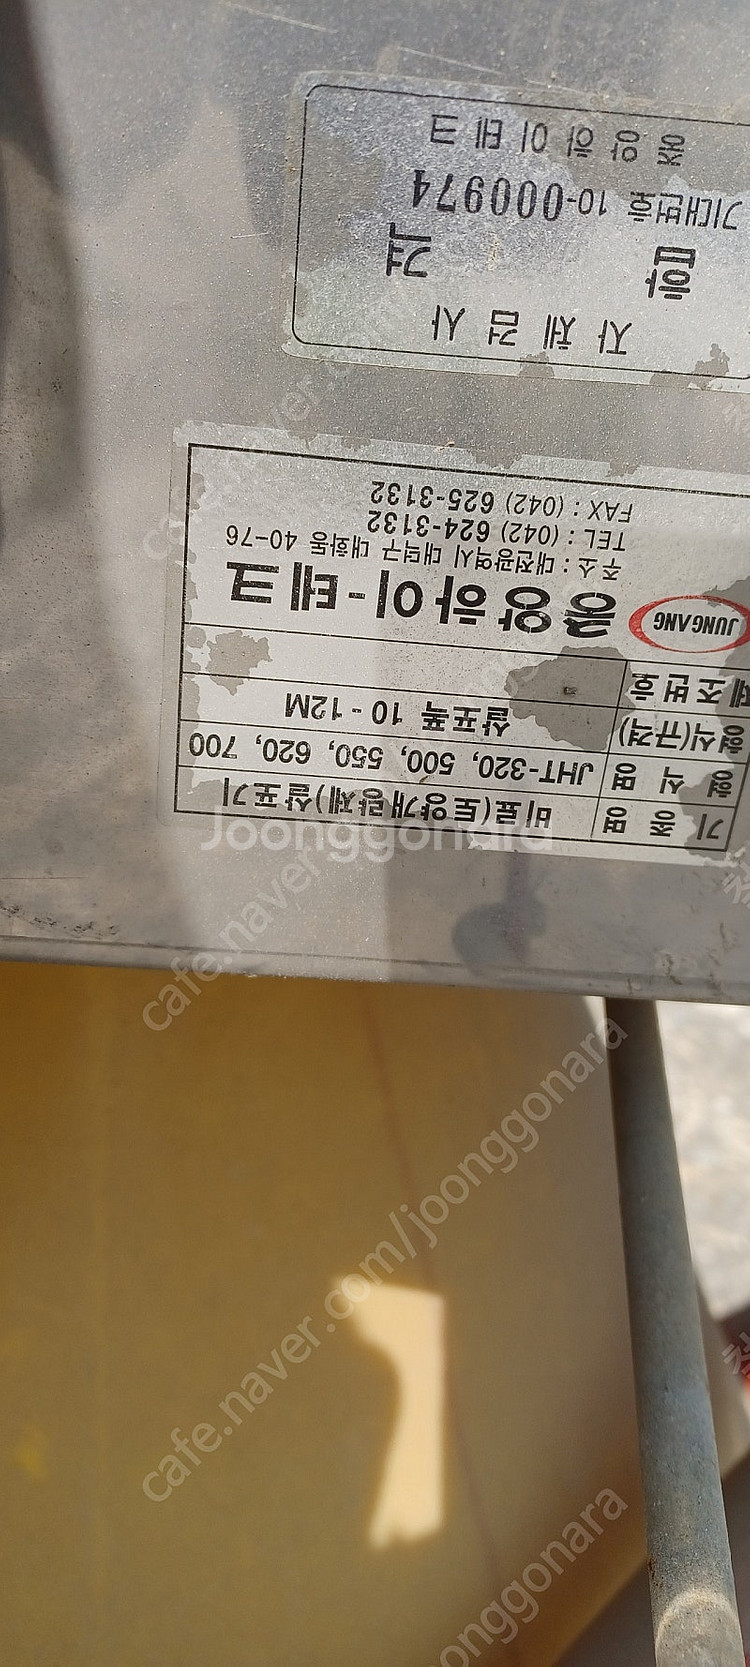 기 종 명 비료(토양개량제)살포기
형 식 명 JHT-320, 500, 550, 620, 700
형식(규격) 살포폭 10 - 12M
제조번호
JUNGANG 중앙하이-테크
주소 : 대전광역시 대덕구 대화동 40-76
TEL : (042) 624-3132
FAX : (042) 625-3132
자 체 검 사
합 격
기대번호 10-000974
중 앙 하 이 테 크
Joonggonara
cafe.naver.com/joonggonara